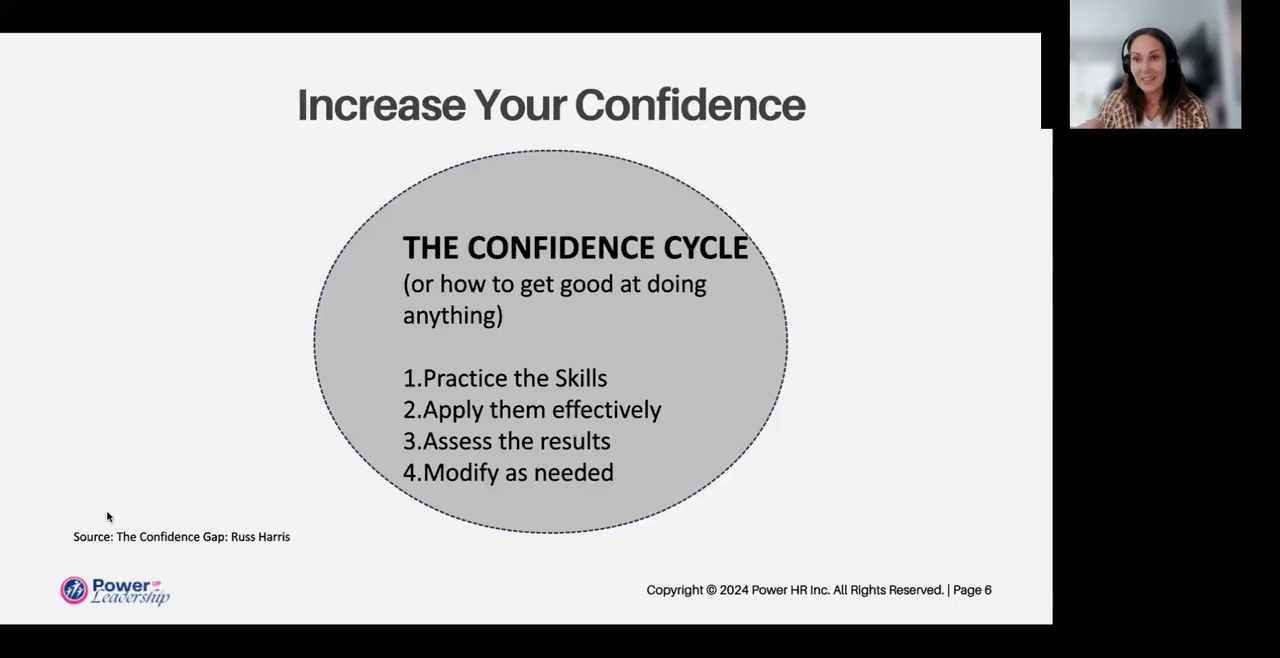 Increase Your Confidence
THE CONFIDENCE CYCLE
(or how to get good at doing
anything)
1.Practice the Skills
2.Apply them effectively
3.Assess the results
4.Modify as needed
Source: The Confidence Gap: Russ Harris
Power
Leadership
Copyright © 2024 Power HR Inc. All Rights Reserved. | Page 6